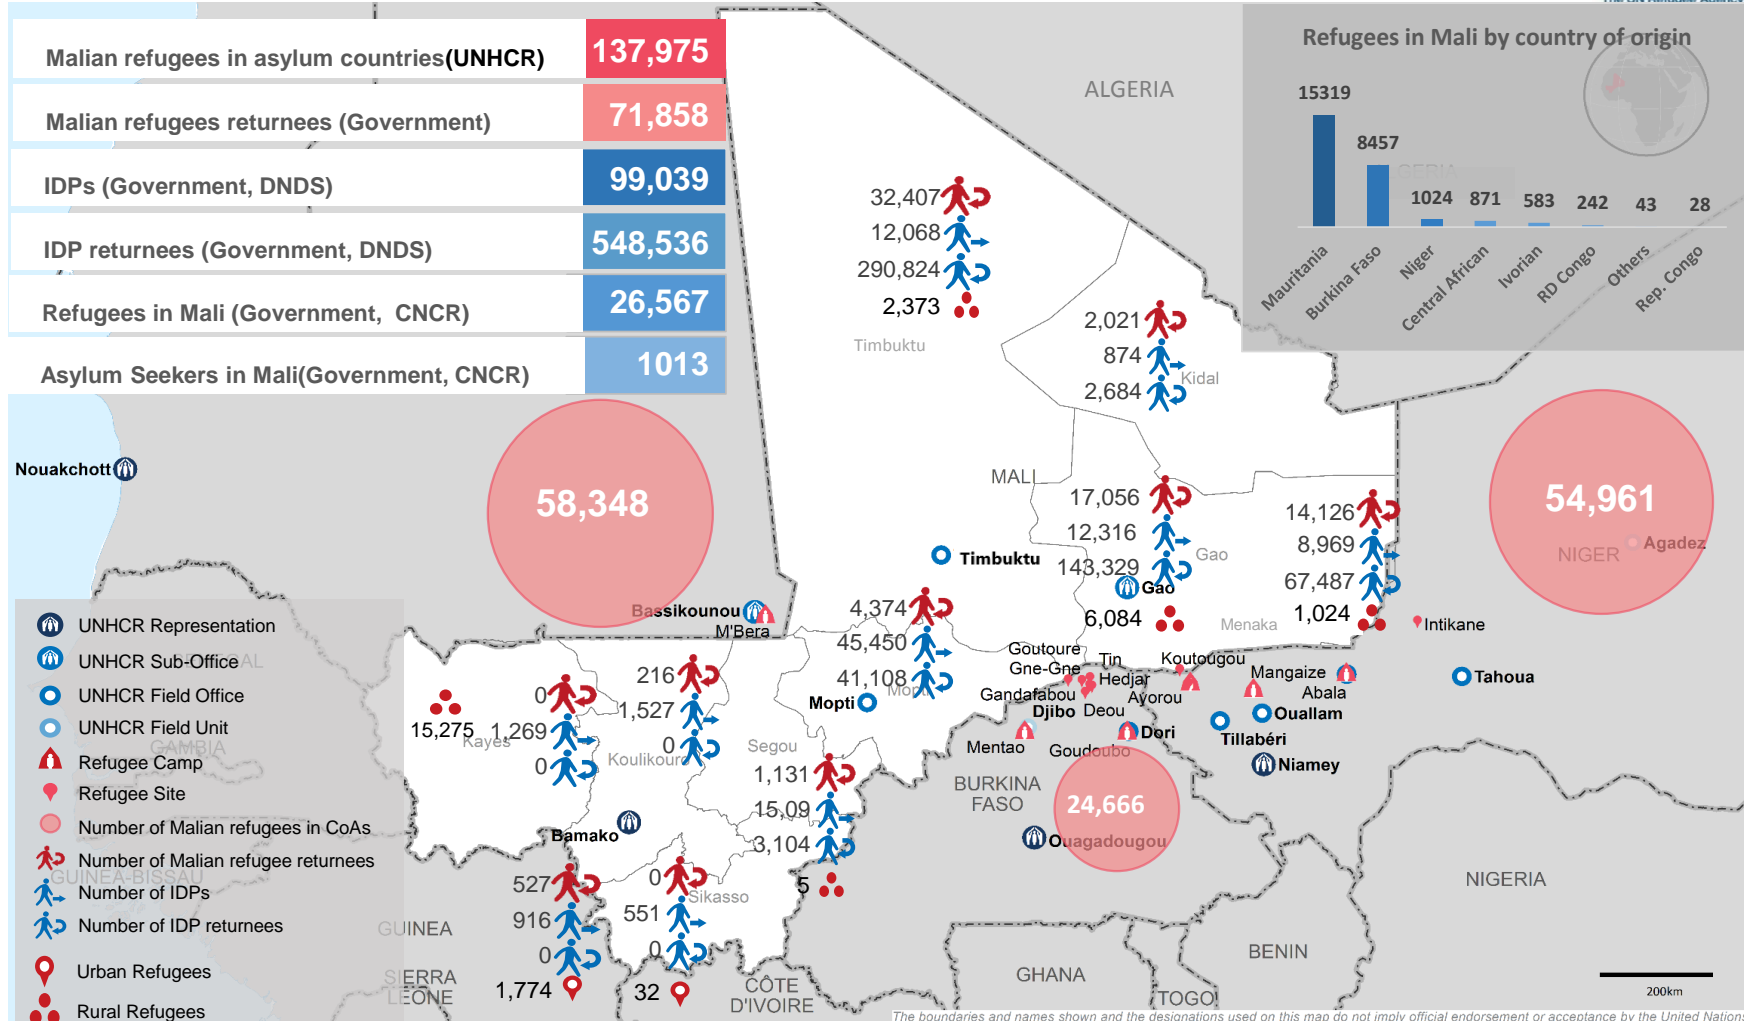 Malian refugees in asylum countries(UNHCR) 137,975
Malian refugees returnees (Government) 71,858
IDPs (Government, DNDS) 99,039
IDP returnees (Government, DNDS) 548,536
Refugees in Mali (Government, CNCR) 26,567
Asylum Seekers in Mali(Government, CNCR) 1013
The UN Refugee Agency
Refugees in Mali by country of origin
15319
8457
1024
871
583
242
43
28
Mauritania
Burkina Faso
Niger
Central African
Ivorian
RD Congo
Others
Rep. Congo
ALGERIA
32,407
12,068
290,824
2,373
Timbuktu
2,021
874
2,684
Kidal
Nouakchott
58,348
MALI
54,961
NIGER
Agadez
17,056
12,316
143,329
Gao
Gao
6,084
14,126
8,969
67,487
1,024
Menaka
Timbuktu
Bassikounou
M'Bera
4,374
45,450
41,108
Mopti
Mopti
Goutoure
Gne-Gne
Tin
Hedjar
Koutougou
Gandafabou
Djibo
Deou
Ayorou
Mangaize
Abala
Intikane
Tahoua
Ouallam
Tillabéri
Niamey
Mentao
Goudoubo
Dori
BURKINA
FASO
24,666
Ouagadougou
15,275
0
1,269
0
Kayes
216
1,527
0
Koulikouro
Segou
1,131
15,09
3,104
5
Bamako
527
916
0
1,774
0
551
0
32
Sikasso
UNHCR Representation
UNHCR Sub-Office
UNHCR Field Office
UNHCR Field Unit
Refugee Camp
Refugee Site
Number of Malian refugees in CoAs
Number of Malian refugee returnees
Number of IDPs
Number of IDP returnees
Urban Refugees
Rural Refugees
SENEGAL
GAMBIA
GUINEA-BISSAU
GUINEA
SIERRA
LEONE
CÔTE
D'IVOIRE
GHANA
TOGO
BENIN
NIGERIA
200km
The boundaries and names shown and the designations used on this map do not imply official endorsement or acceptance by the United Nations